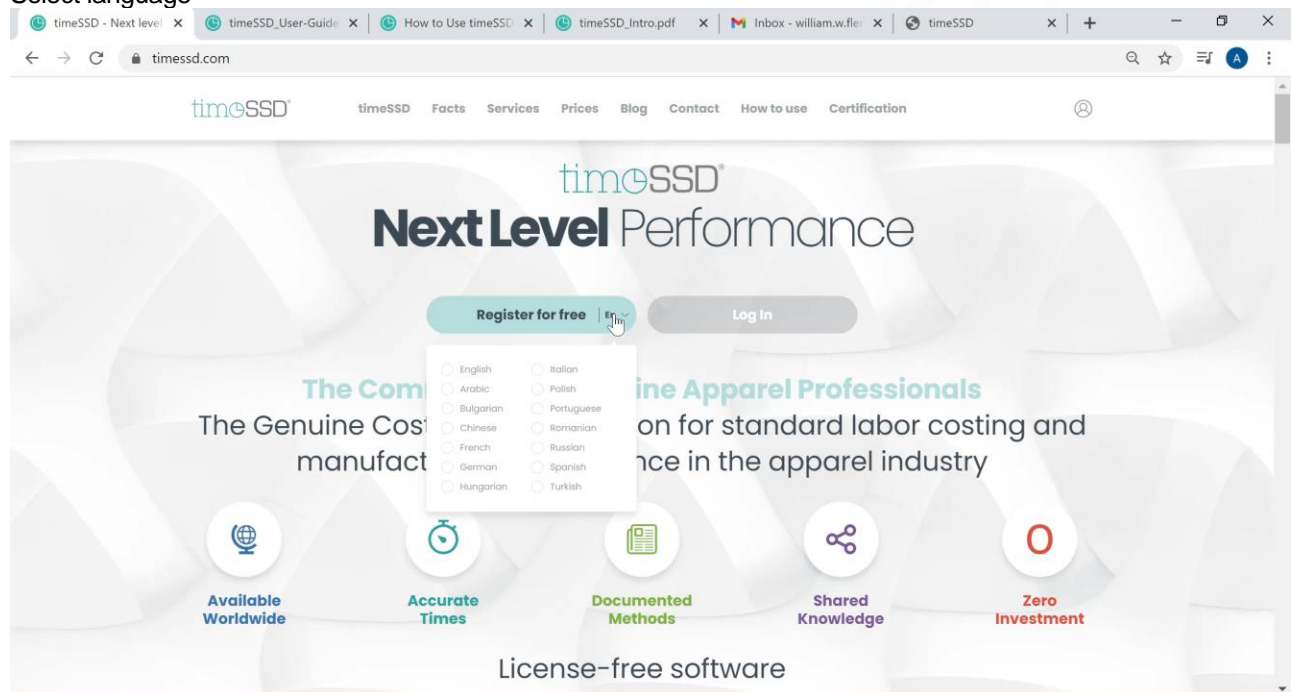 Select language
timeSSD - Next level
timeSSD_User-Guide
How to Use timeSSD
timeSSD_Intro.pdf
Inbox - william.w.fler
timeSSD
timessd.com
A
timeSSD
timeSSD Facts Services Prices Blog Contact How to use Certification
timeSSD
Next Level Performance
Register for free
Log In
English Italian
Arabic Polish
Bulgarian Portuguese
Chinese Romanian
French Russian
German Spanish
Hungarian Turkish
The Com ine Apparel Professionals
The Genuine Cos on for standard labor costing and
manufact nce in the apparel industry
O
Available Worldwide
Accurate Times
Documented Methods
Shared Knowledge
Zero Investment
License-free software